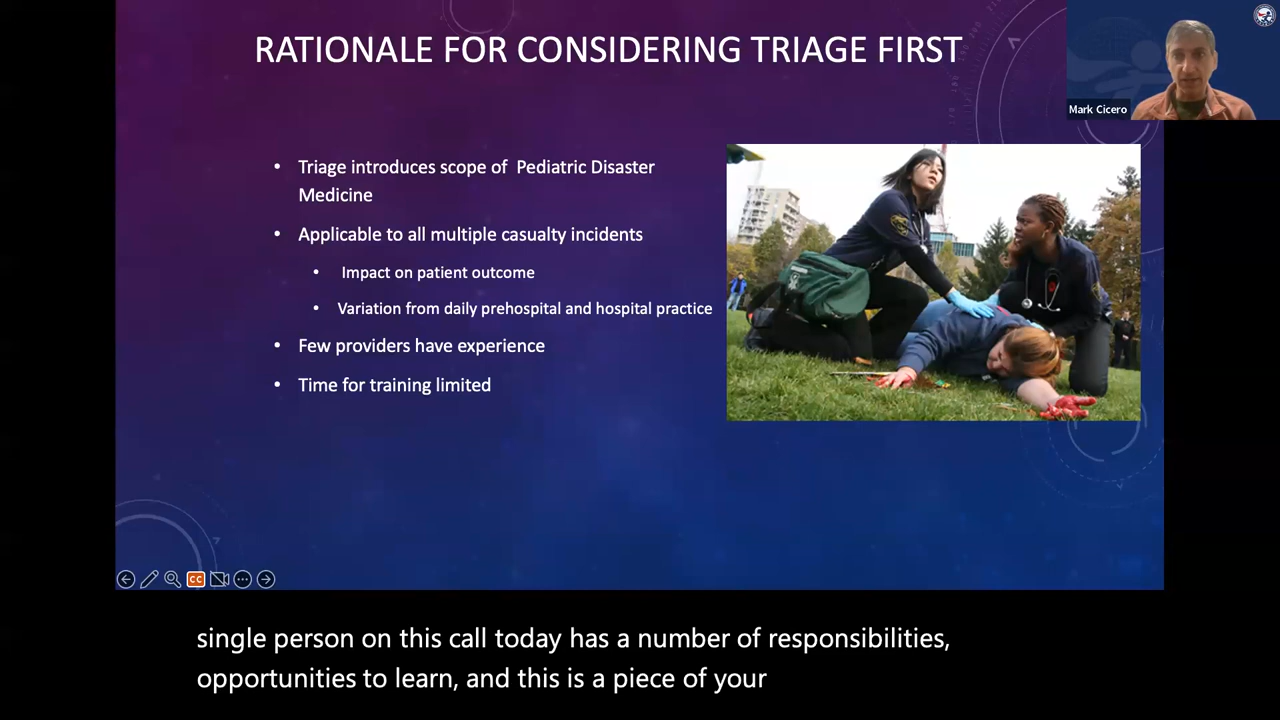 RATIONALE FOR CONSIDERING TRIAGE FIRST
Mark Cicero
• Triage introduces scope of Pediatric Disaster
Medicine
• Applicable to all multiple casualty incidents
• Impact on patient outcome
• Variation from daily prehospital and hospital practice
• Few providers have experience
• Time for training limited
CC
single person on this call today has a number of responsibilities,
opportunities to learn, and this is a piece of your